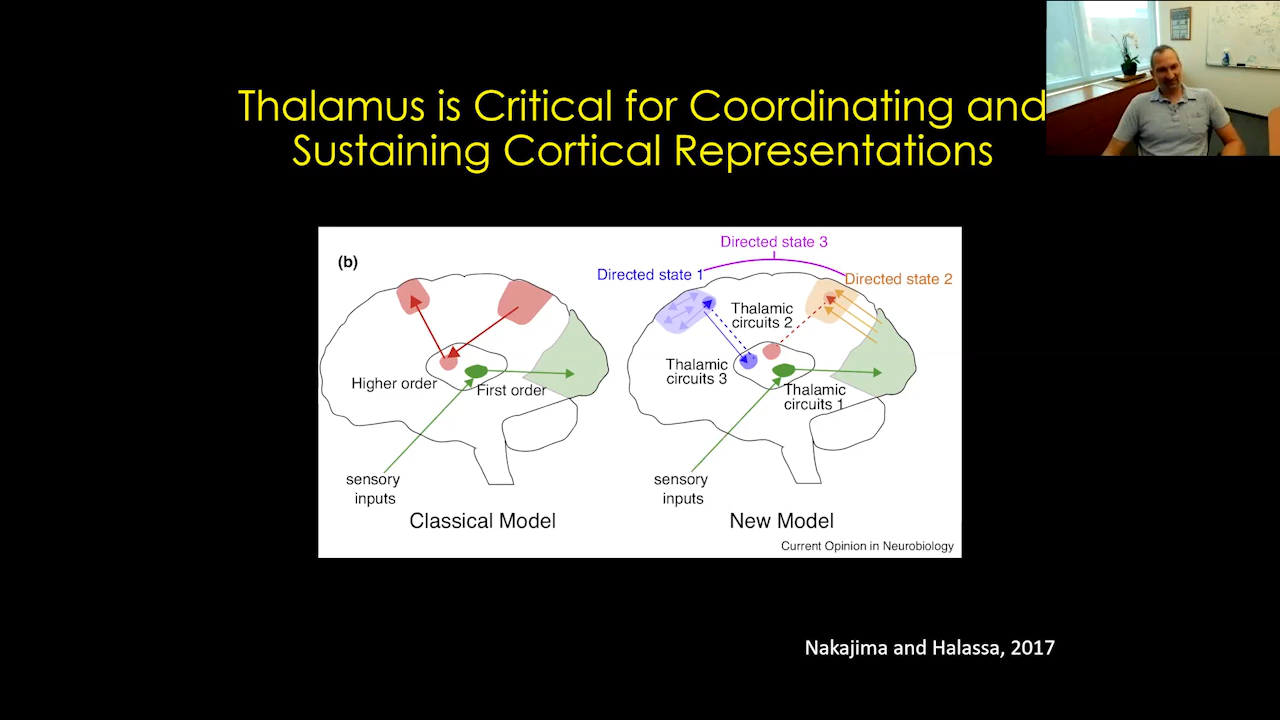 Thalamus is Critical for Coordinating and
Sustaining Cortical Representations
(b)
Higher order
First order
sensory
inputs
Classical Model
Directed state 3
Directed state 1
Directed state 2
Thalamic
circuits 2
Thalamic
circuits 3
Thalamic
circuits 1
sensory
inputs
New Model
Current Opinion in Neurobiology
Nakajima and Halassa, 2017